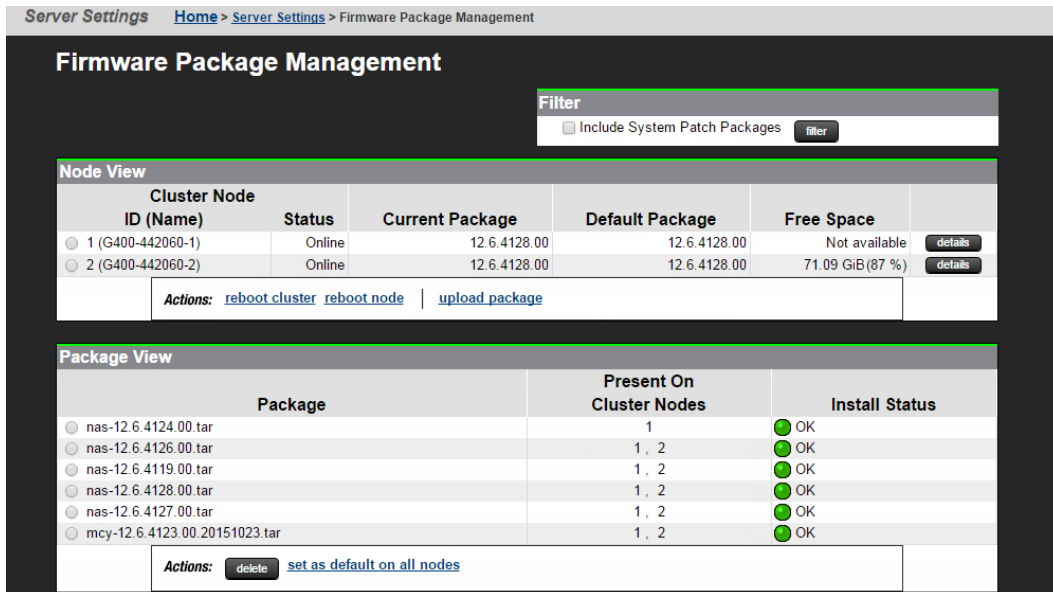 Server Settings Home > Server Settings > Firmware Package Management
Firmware Package Management
Filter
Include System Patch Packages filter
Node View
Cluster Node
ID (Name) Status Current Package Default Package Free Space
1 (G400-442060-1) Online 12.6.4128.00 12.6.4128.00 Not available details
2 (G400-442060-2) Online 12.6.4128.00 12.6.4128.00 71.09 GiB(87 %) details
Actions: reboot cluster reboot node | upload package
Package View
Present On
Package Cluster Nodes Install Status
nas-12.6.4124.00.tar 1 OK
nas-12.6.4126.00.tar 1 , 2 OK
nas-12.6.4119.00.tar 1 , 2 OK
nas-12.6.4128.00.tar 1 , 2 OK
nas-12.6.4127.00.tar 1 , 2 OK
mcy-12.6.4123.00.20151023.tar 1 , 2 OK
Actions: delete set as default on all nodes